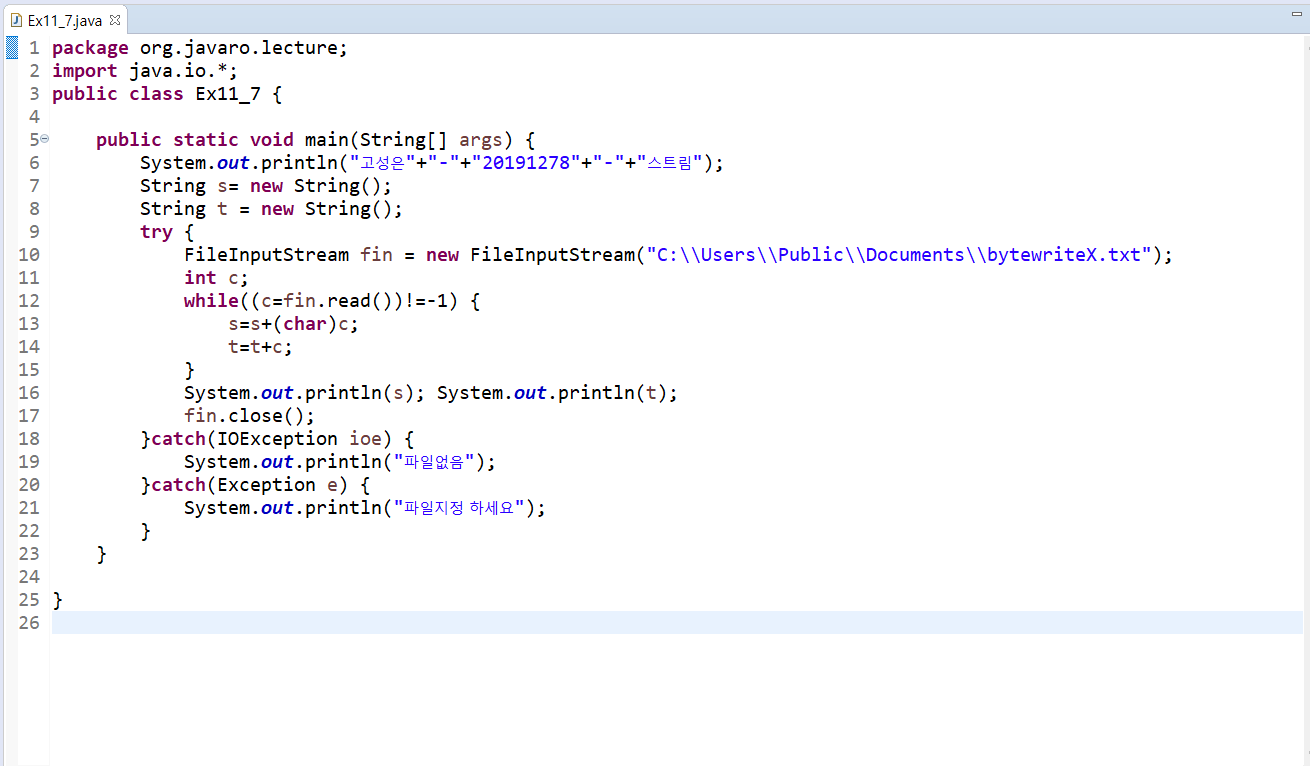 Ex11_7.java
1 package org.javaro.lecture;
2 import java.io.*;
3 public class Ex11_7 {
4
5     public static void main(String[] args) {
6         System.out.println("고성은"+"-"+"20191278"+"-"+"스트림");
7         String s= new String();
8         String t = new String();
9         try {
10             FileInputStream fin = new FileInputStream("C:\\Users\\Public\\Documents\\bytewriteX.txt");
11             int c;
12             while((c=fin.read())!=-1) {
13                 s=s+(char)c;
14                 t=t+c;
15             }
16             System.out.println(s); System.out.println(t);
17             fin.close();
18         }catch(IOException ioe) {
19             System.out.println("파일없음");
20         }catch(Exception e) {
21             System.out.println("파일지정 하세요");
22         }
23     }
24
25 }
26